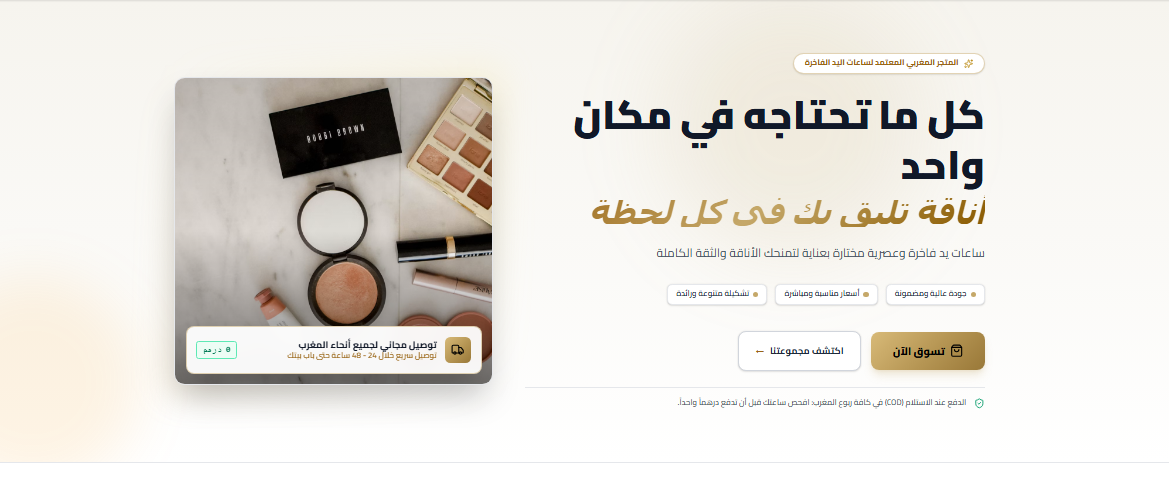 المتجر المغربي المعتمد لساعات اليد الفاخرة
كل ما تحتاجه في مكان
واحد
أناقة تليق بك في كل لحظة
ساعات يد فاخرة وعصرية مختارة بعناية لتمنحك الأناقة والثقة الكاملة
جودة عالية ومضمونة
أسعار مناسبة ومباشرة
تشكيلة متنوعة ورائدة
تسوق الآن
اكتشف مجموعتنا ←
الدفع عند الاستلام (COD) في كافة ربوع المغرب: افحص ساعتك قبل أن تدفع درهماً واحداً.
BOBBI BROWN
توصيل مجاني لجميع أنحاء المغرب
توصيل سريع خلال 24 - 48 ساعة حتى باب بيتك
0 درهم